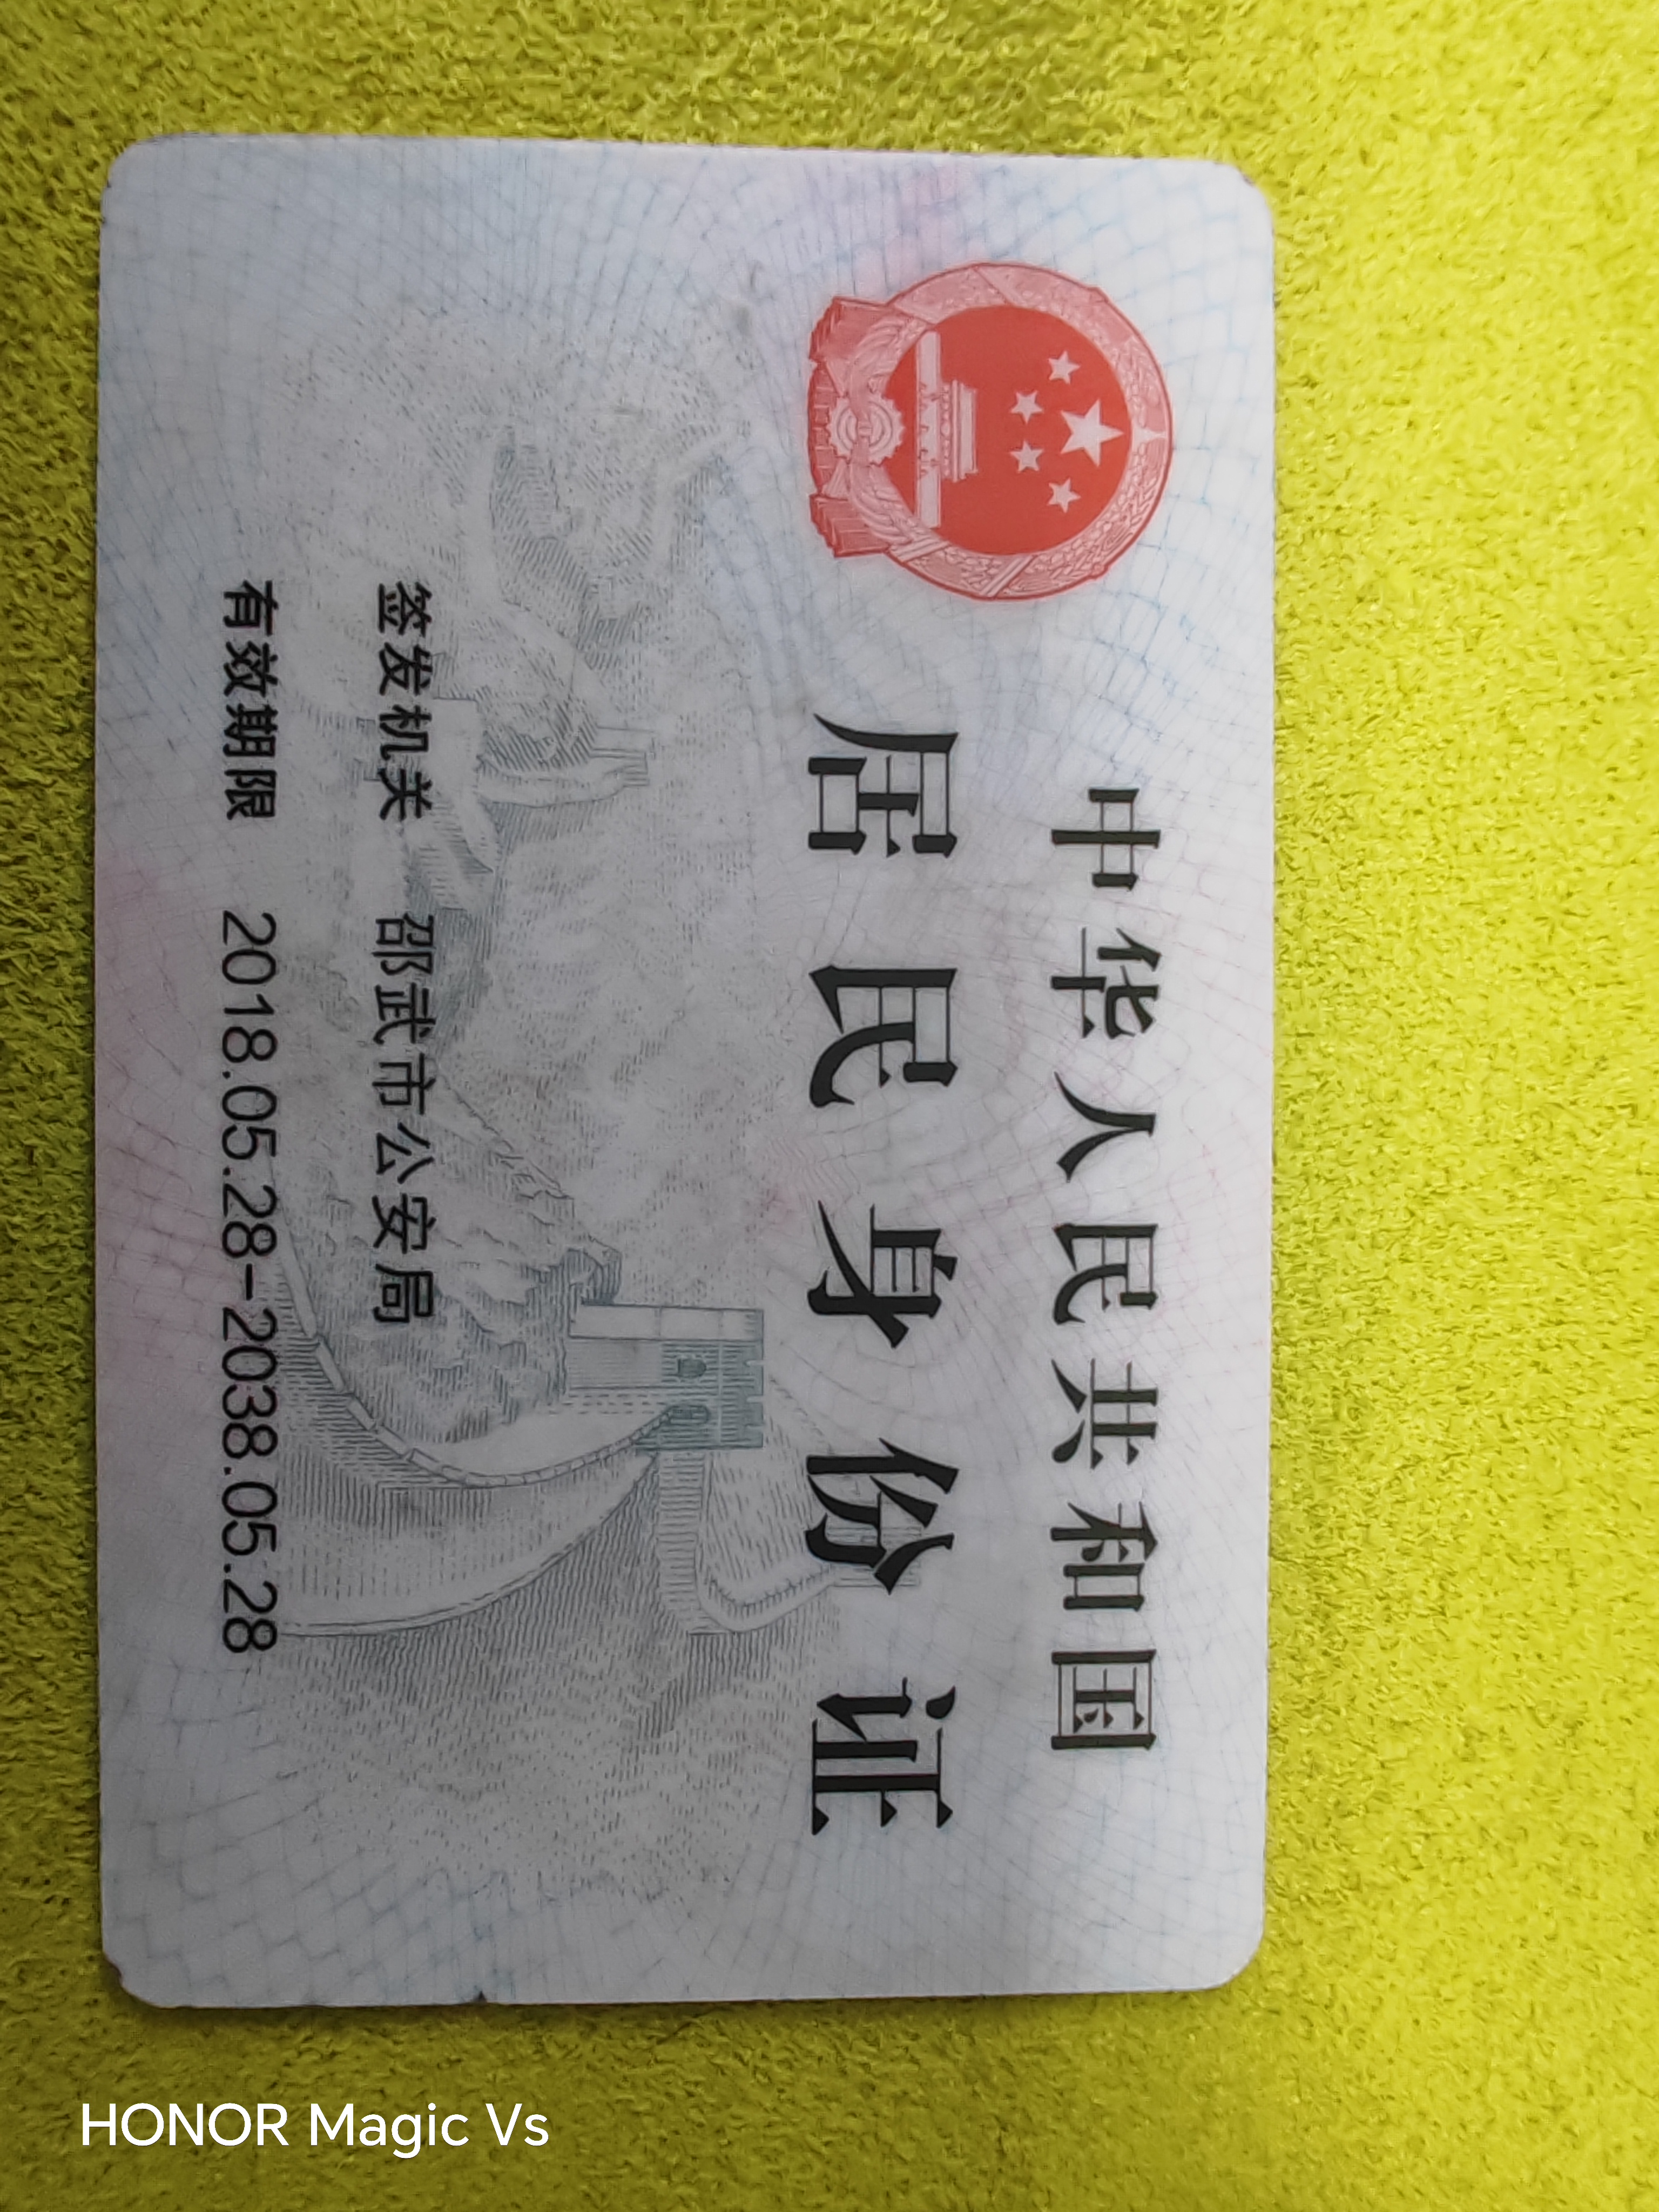 中华人民共和国
居民身份证
签发机关 邵武市公安局
有效期限 2018.05.28-2038.05.28
HONOR Magic Vs